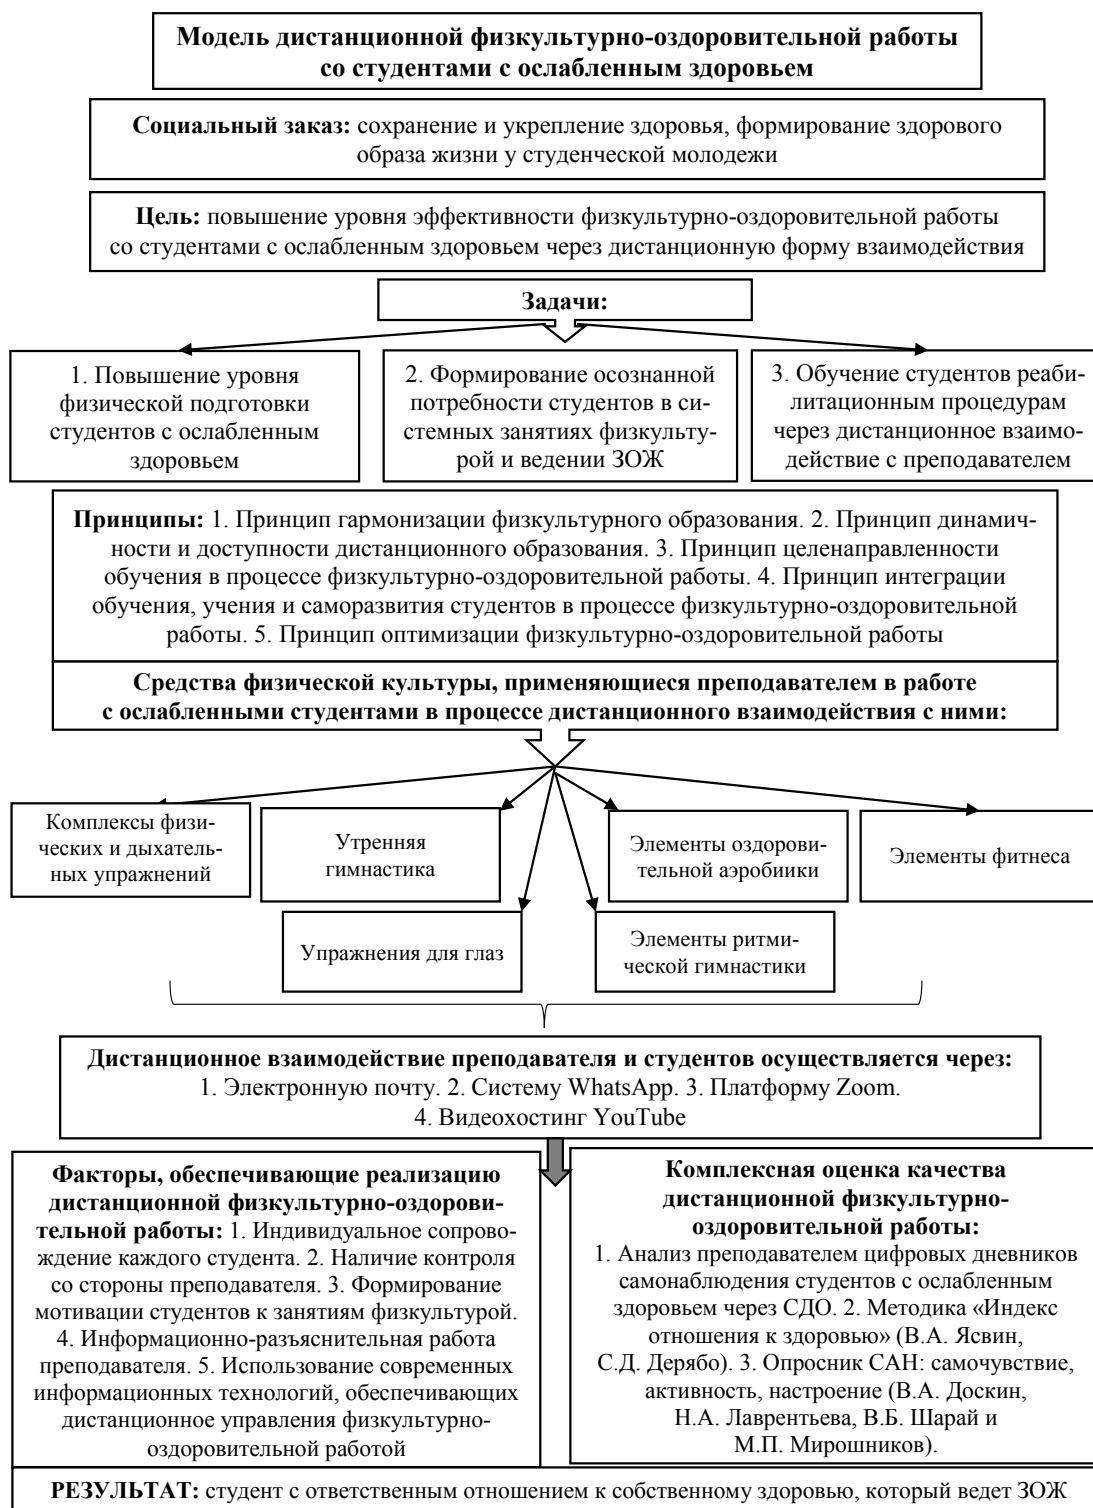 Модель дистанционной физкультурно-оздоровительной работы
со студентами с ослабленным здоровьем
Социальный заказ: сохранение и укрепление здоровья, формирование здорового
образа жизни у студенческой молодежи
Цель: повышение уровня эффективности физкультурно-оздоровительной работы
со студентами с ослабленным здоровьем через дистанционную форму взаимодействия
Задачи:
1. Повышение уровня
физической подготовки
студентов с ослабленным
здоровьем
2. Формирование осознанной
потребности студентов в си-
стемных занятиях физкульту-
рой и ведении ЗОЖ
3. Обучение студентов реаби-
литационным процедурам
через дистанционное взаимо-
действие с преподавателем
Принципы: 1. Принцип гармонизации физкультурного образования. 2. Принцип динамич-
ности и доступности дистанционного образования. 3. Принцип целенаправленности
обучения в процессе физкультурно-оздоровительной работы. 4. Принцип интеграции
обучения, учения и саморазвития студентов в процессе физкультурно-оздоровительной
работы. 5. Принцип оптимизации физкультурно-оздоровительной работы
Средства физической культуры, применяющиеся преподавателем в работе
с ослабленными студентами в процессе дистанционного взаимодействия с ними:
Комплексы физи-
ческих и дыхатель-
ных упражнений
Утренняя
гимнастика
Элементы оздорови-
тельной аэробиики
Элементы фитнеса
Упражнения для глаз
Элементы ритми-
ческой гимнастики
Дистанционное взаимодействие преподавателя и студентов осуществляется через:
1. Электронную почту. 2. Систему WhatsApp. 3. Платформу Zoom.
4. Видеохостинг YouTube
Факторы, обеспечивающие реализацию
дистанционной физкультурно-оздорови-
тельной работы: 1. Индивидуальное сопрово-
ждение каждого студента. 2. Наличие контроля
со стороны преподавателя. 3. Формирование
мотивации студентов к занятиям физкультурой.
4. Информационно-разъяснительная работа
преподавателя. 5. Использование современных
информационных технологий, обеспечивающих
дистанционное управления физкультурно-
оздоровительной работой
Комплексная оценка качества
дистанционной физкультурно-
оздоровительной работы:
1. Анализ преподавателем цифровых дневников
самонаблюдения студентов с ослабленным
здоровьем через СДО. 2. Методика «Индекс
отношения к здоровью» (В.А. Ясвин,
С.Д. Дерябо). 3. Опросник САН: самочувствие,
активность, настроение (В.А. Доскин,
Н.А. Лаврентьева, В.Б. Шарай и
М.П. Мирошников).
РЕЗУЛЬТАТ: студент с ответственным отношением к собственному здоровью, который ведет ЗОЖ